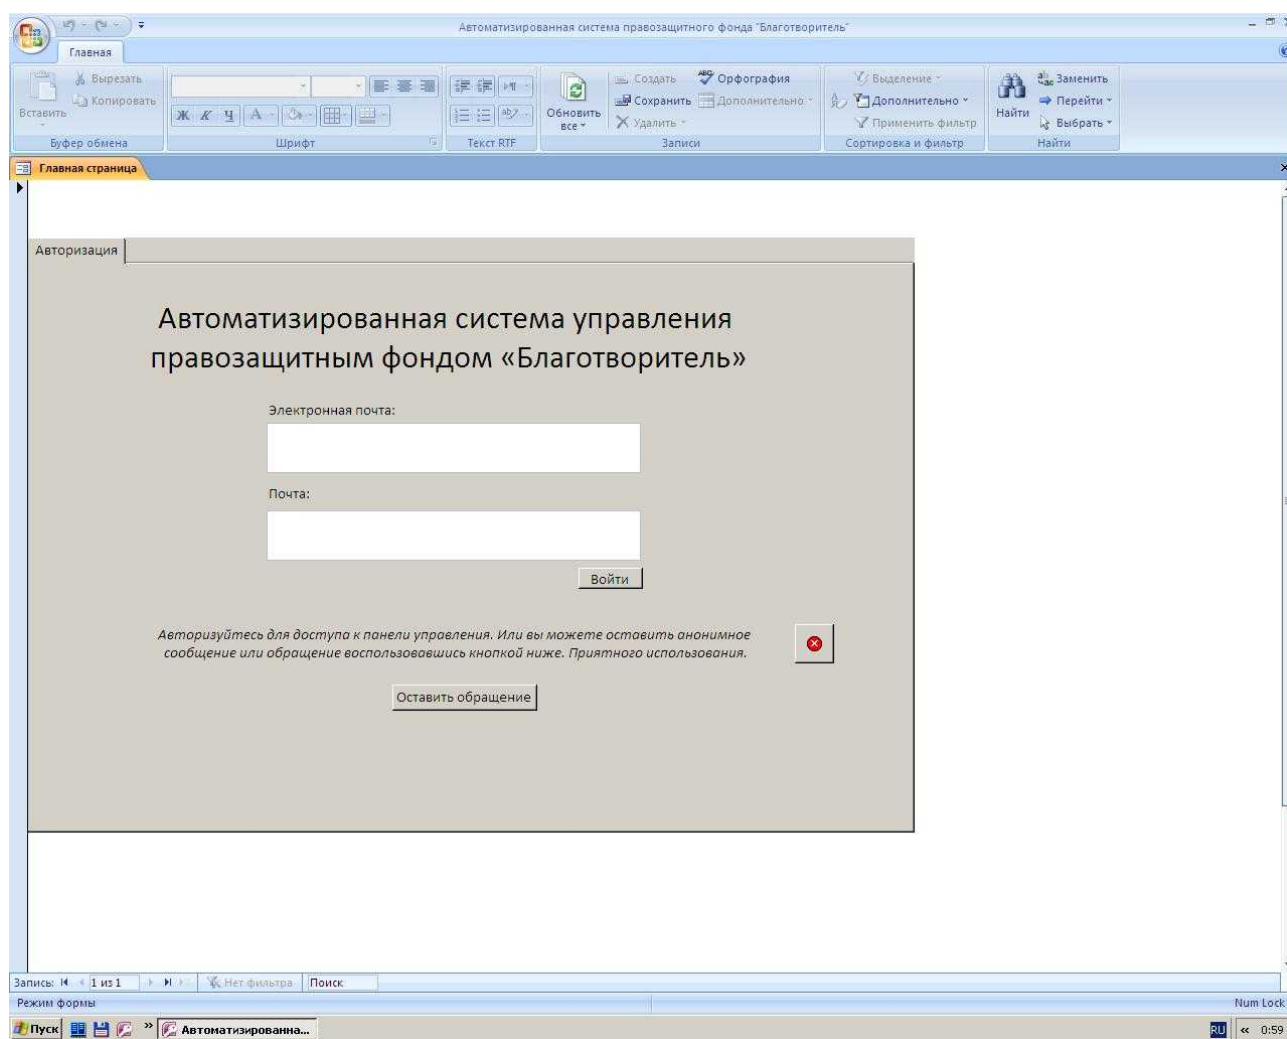 Автоматизированная система правозащитного фонда "Благотворитель"
Главная
Вставить
Вырезать
Копировать
Буфер обмена
Ж К Ч А
Шрифт
ab
Текст RTF
Обновить
все
Создать
Сохранить
Удалить
ABC Орфография
Дополнительно
Записи
Выделение
Дополнительно
Применить фильтр
Сортировка и фильтр
Найти
Заменить
Перейти
Выбрать
Найти
Главная страница
Авторизация
Автоматизированная система управления
правозащитным фондом «Благотворитель»
Электронная почта:
Почта:
Войти
Авторизуйтесь для доступа к панели управления. Или вы можете оставить анонимное
сообщение или обращение воспользовавшись кнопкой ниже. Приятного использования.
Оставить обращение
Запись: 1 из 1 Нет фильтра Поиск
Режим формы Num Lock
Пуск » Автоматизированна... RU « 0:59